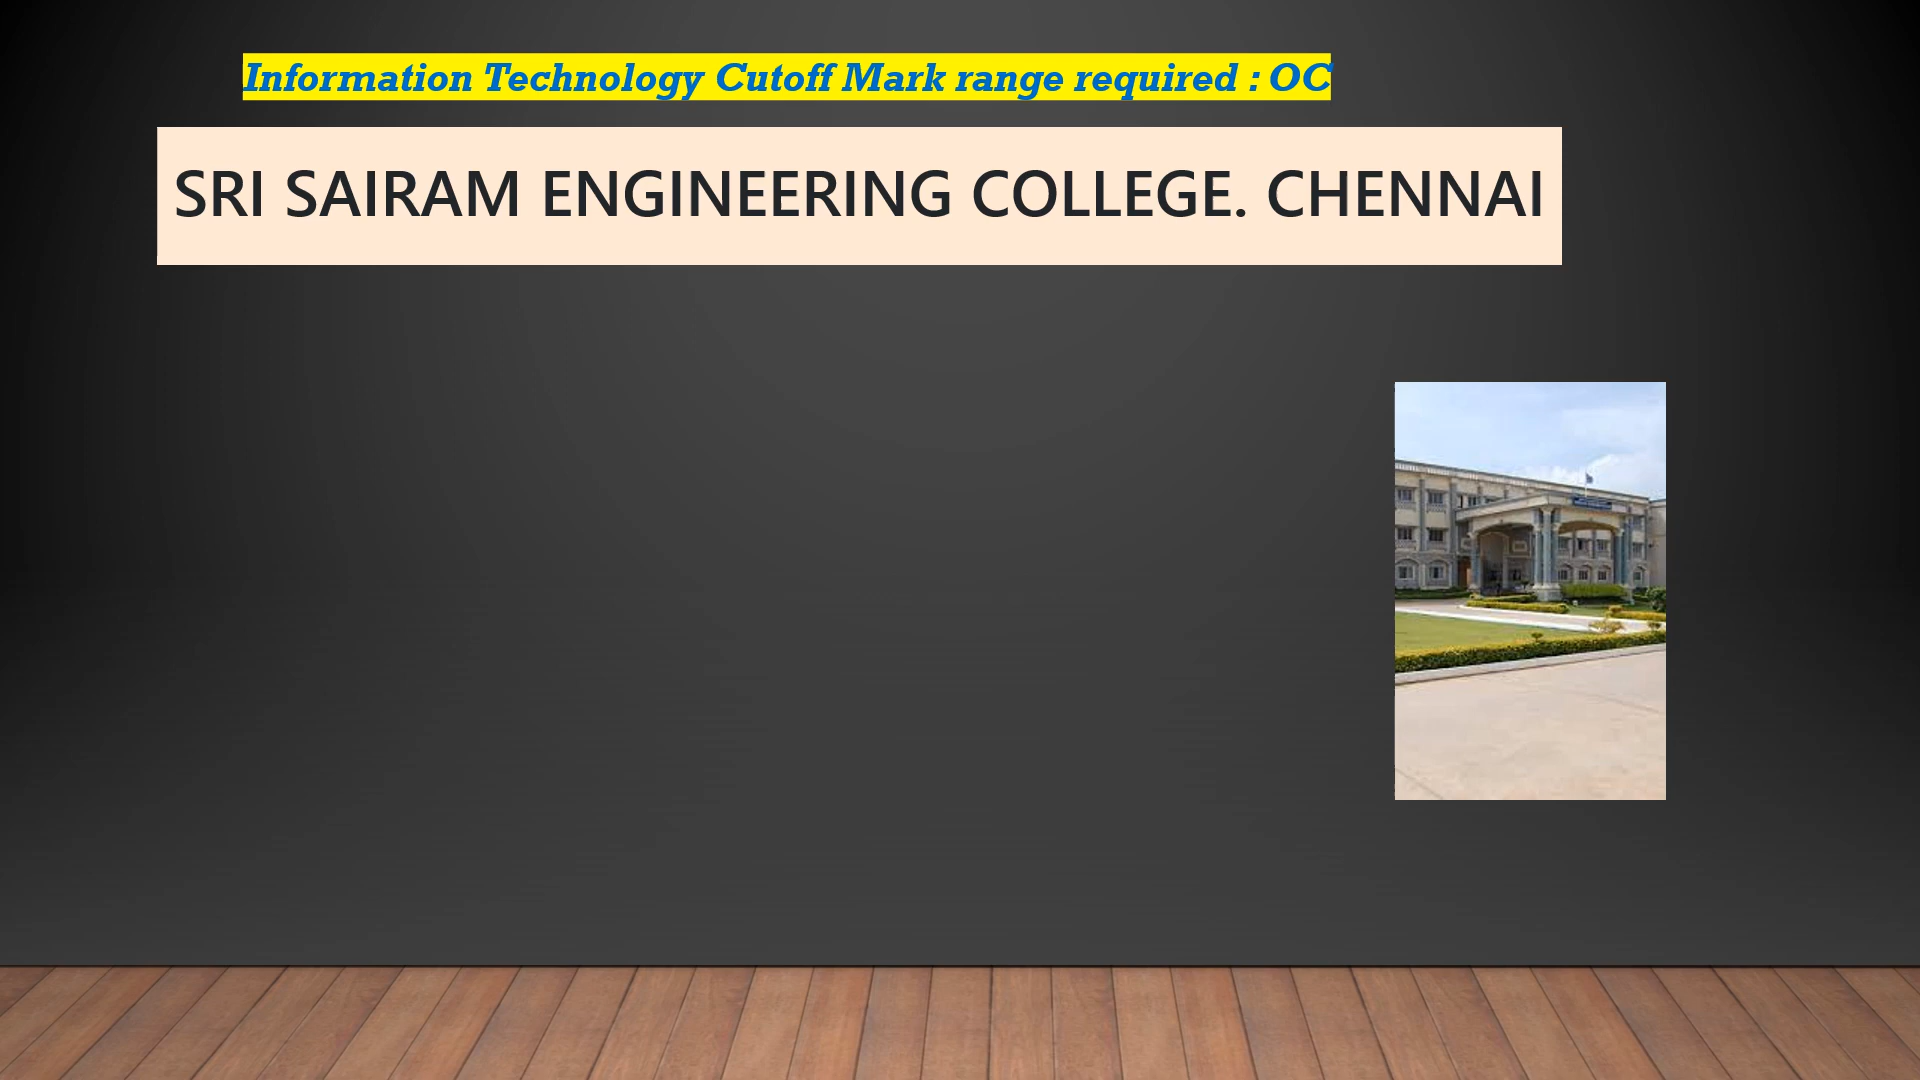 Information Technology Cutoff Mark range required : OC
SRI SAIRAM ENGINEERING COLLEGE. CHENNAI